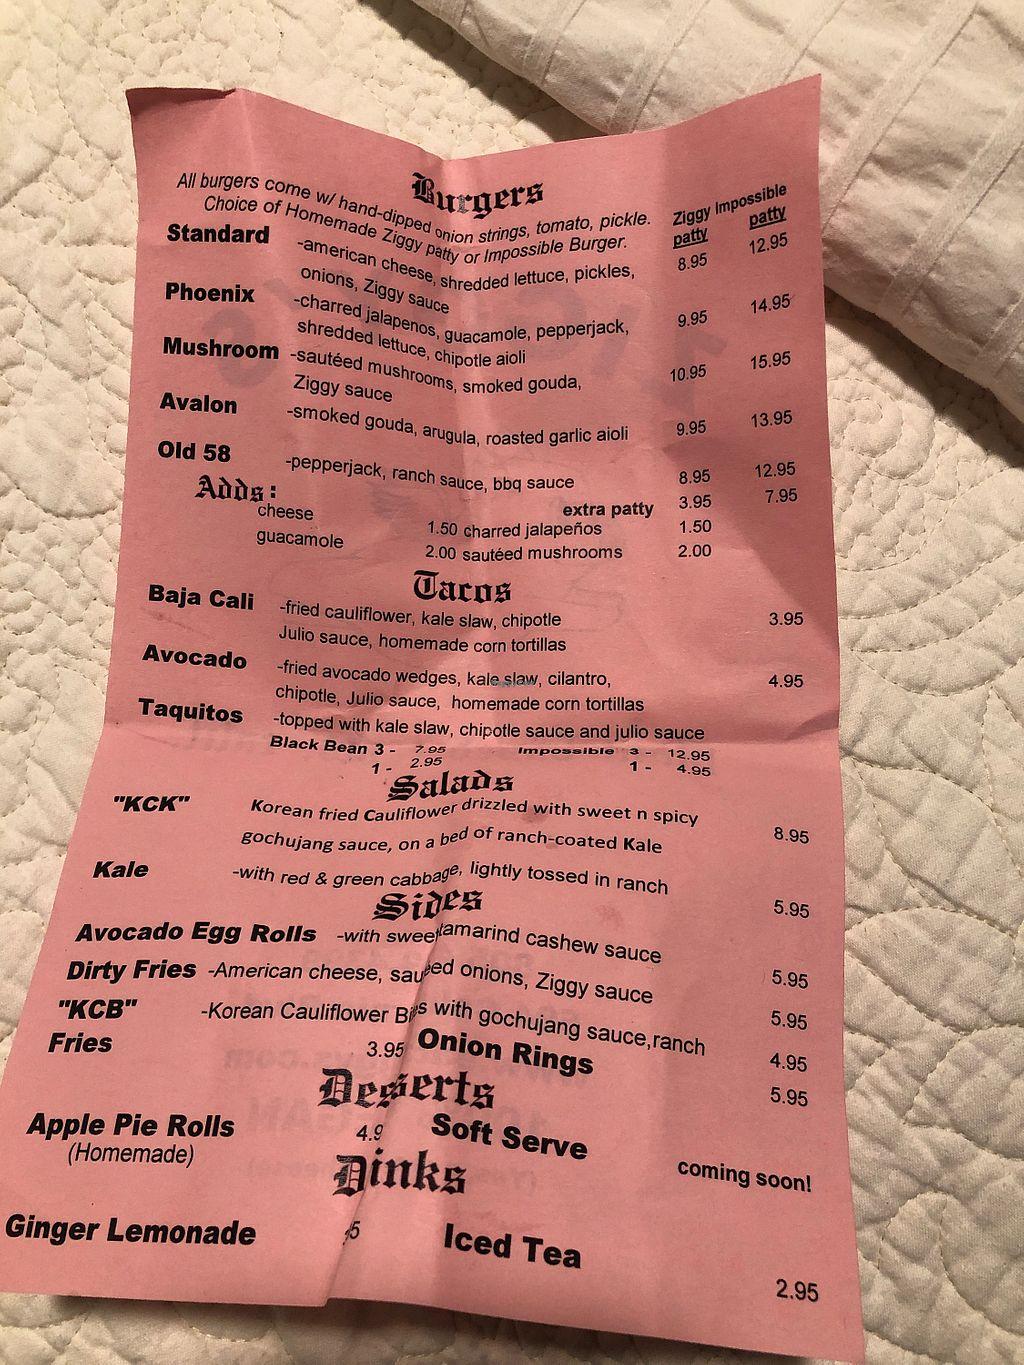 Burgers
All burgers come w/ hand-dipped onion strings, tomato, pickle.
Choice of Homemade Ziggy patty or Impossible Burger.
Ziggy patty Impossible patty
Standard -american cheese, shredded lettuce, pickles, 8.95 12.95
onions, Ziggy sauce
Phoenix -charred jalapenos, guacamole, pepperjack, 9.95 14.95
shredded lettuce, chipotle aioli
Mushroom -sautéed mushrooms, smoked gouda, 10.95 15.95
Ziggy sauce
Avalon -smoked gouda, arugula, roasted garlic aioli 9.95 13.95
Old 58 -pepperjack, ranch sauce, bbq sauce 8.95 12.95
Adds: extra patty 3.95 7.95
cheese 1.50 charred jalapeños 1.50
guacamole 2.00 sautéed mushrooms 2.00
Tacos
Baja Cali -fried cauliflower, kale slaw, chipotle 3.95
Julio sauce, homemade corn tortillas
Avocado -fried avocado wedges, kale slaw, cilantro, 4.95
chipotle, Julio sauce, homemade corn tortillas
Taquitos -topped with kale slaw, chipotle sauce and julio sauce
Black Bean 3 - 7.95 Impossible 3 - 12.95
1 - 2.95 1 - 4.95
Salads
"KCK" Korean fried Cauliflower drizzled with sweet n spicy
gochujang sauce, on a bed of ranch-coated Kale 8.95
Kale -with red & green cabbage, lightly tossed in ranch 5.95
Sides
Avocado Egg Rolls -with sweet tamarind cashew sauce 5.95
Dirty Fries -American cheese, sau eed onions, Ziggy sauce 5.95
"KCB" -Korean Cauliflower Bi s with gochujang sauce,ranch 4.95
Fries 3.95 Onion Rings 5.95
Desserts
Apple Pie Rolls 4.9 Soft Serve coming soon!
(Homemade)
Dinks
Ginger Lemonade 95 Iced Tea 2.95